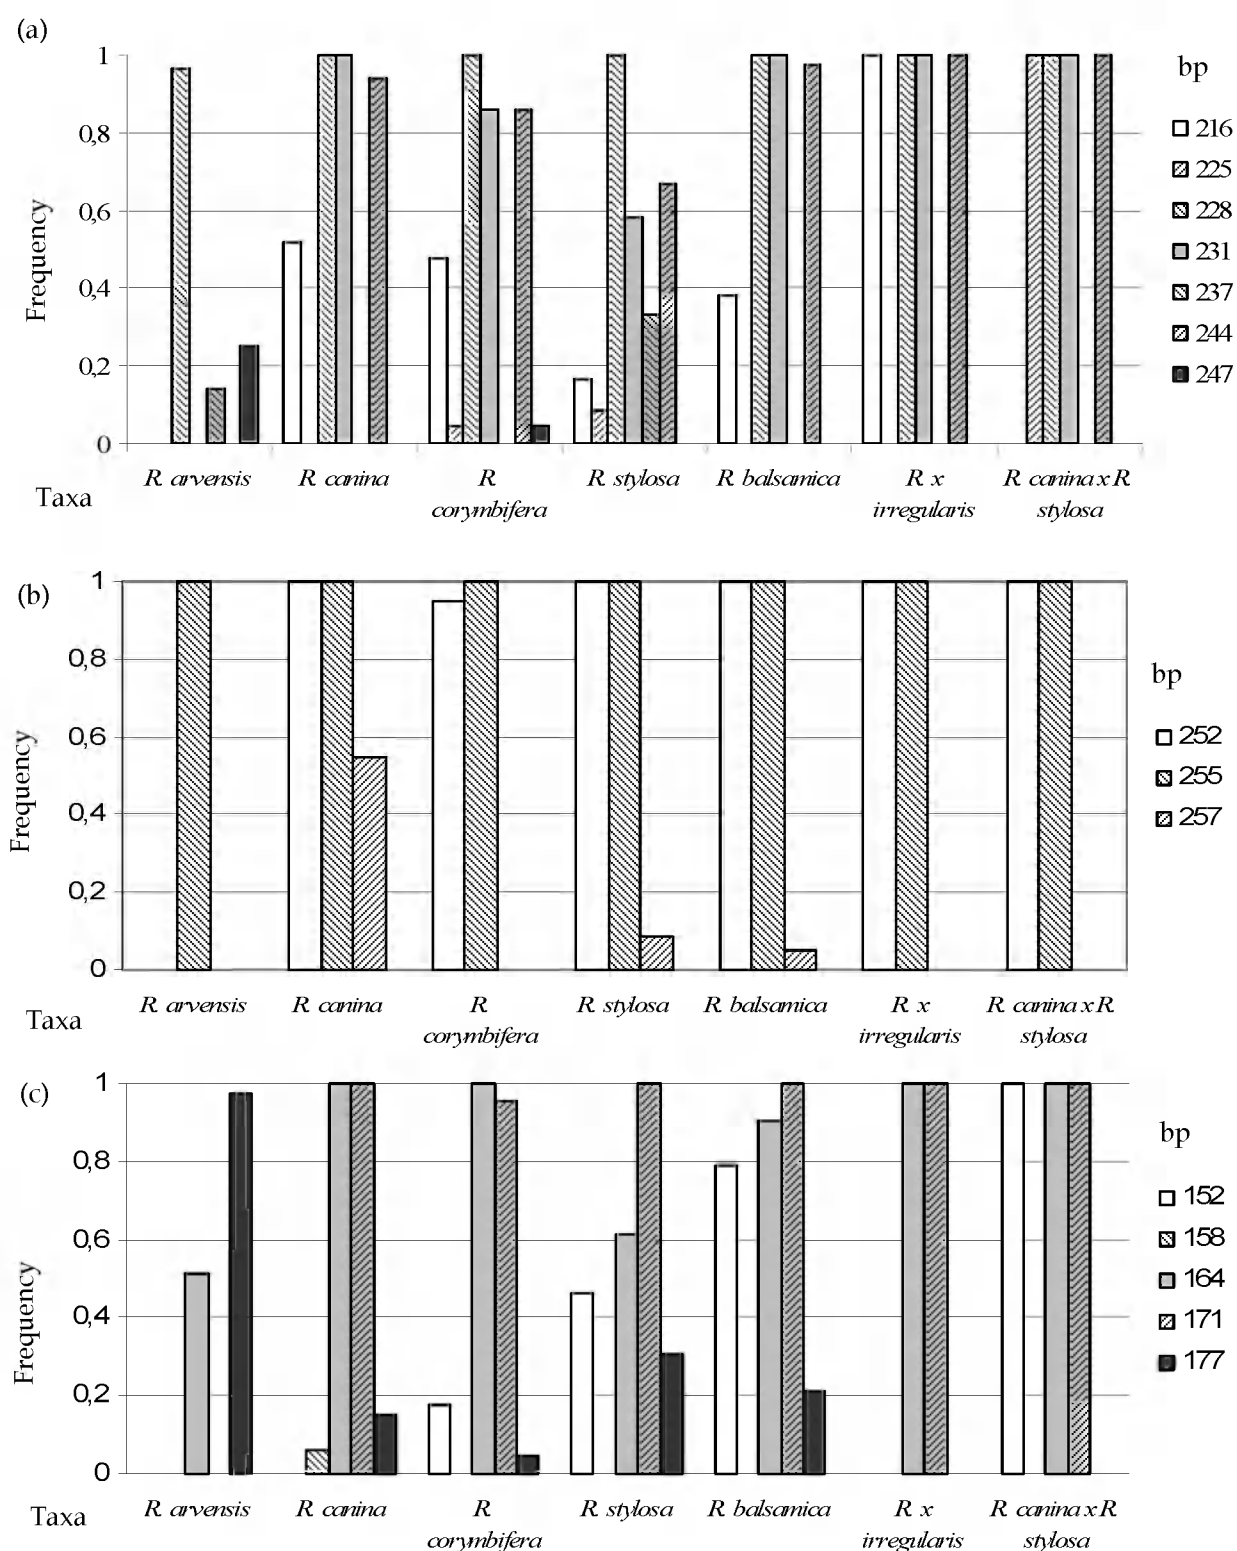 (a)
1
0,8
0,6
0,4
0,2
0
Frequency
Taxa
R. arvensis
R. canina
R.
corymbifera
R. stylosa
R. balsamica
R. x
irregularis
R. canina x R.
stylosa
bp
216
225
228
231
237
244
247
(b)
1
0,8
0,6
0,4
0,2
0
Frequency
Taxa
R. arvensis
R. canina
R.
corymbifera
R. stylosa
R. balsamica
R. x
irregularis
R. canina x R.
stylosa
bp
252
255
257
(c)
1
0,8
0,6
0,4
0,2
0
Frequency
Taxa
R. arvensis
R. canina
R.
corymbifera
R. stylosa
R. balsamica
R. x
irregularis
R. canina x R.
stylosa
bp
152
158
164
171
177